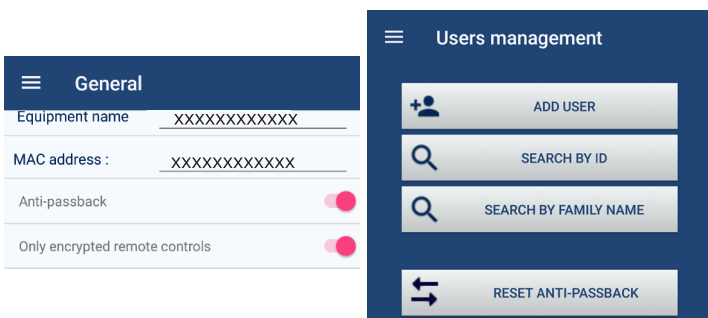 General
Equipment name XXXXXXXXXXXX
MAC address : XXXXXXXXXXXX
Anti-passback
Only encrypted remote controls
Users management
ADD USER
SEARCH BY ID
SEARCH BY FAMILY NAME
RESET ANTI-PASSBACK